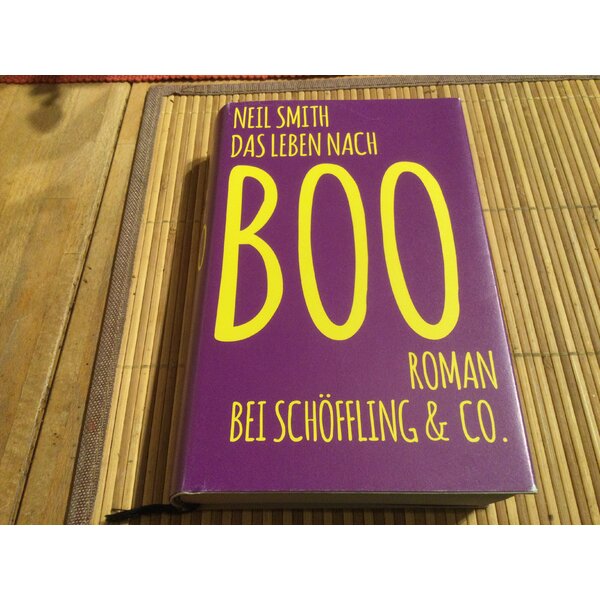 NEIL SMITH
DAS LEBEN NACH
BOO
ROMAN
BEI SCHÖFFLING & CO.